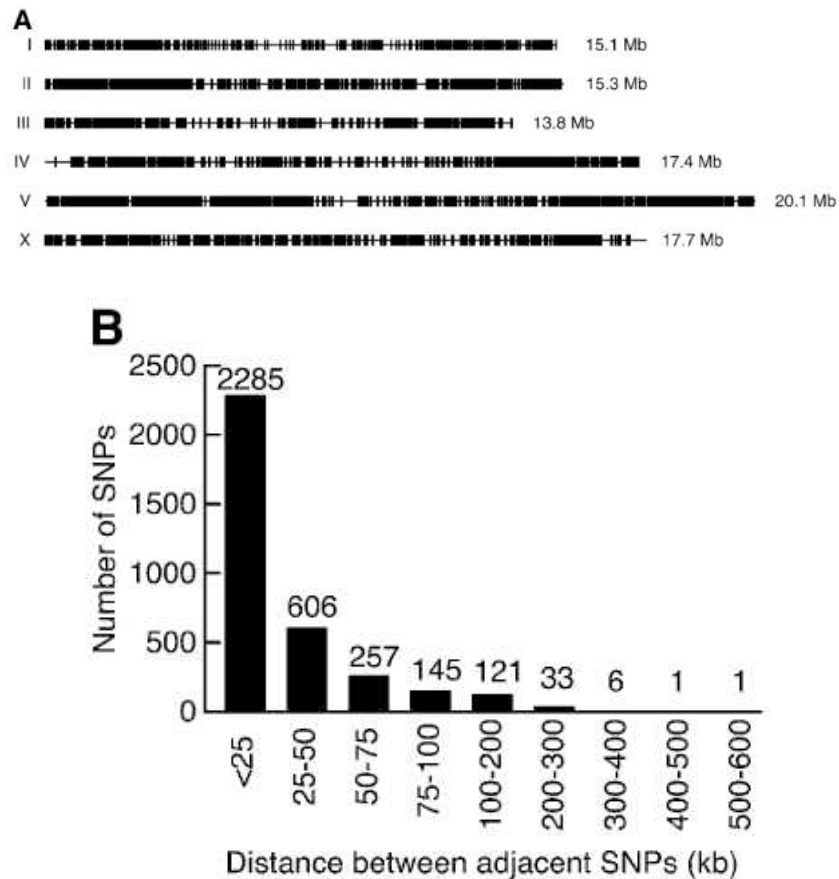 A
I 15.1 Mb
II 15.3 Mb
III 13.8 Mb
IV 17.4 Mb
V 20.1 Mb
X 17.7 Mb
B
Number of SNPs
2500
2000
1500
1000
500
0
2285
606
257
145
121
33
6
1
1
<25
25-50
50-75
75-100
100-200
200-300
300-400
400-500
500-600
Distance between adjacent SNPs (kb)